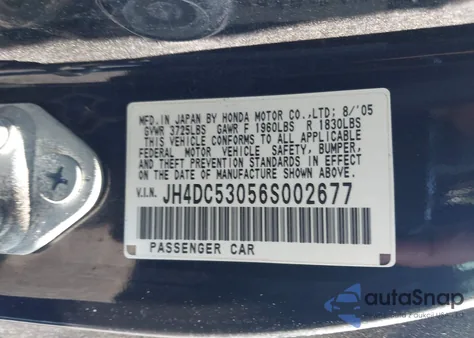 MFD. IN JAPAN BY HONDA MOTOR CO.,LTD; 8/'05
GVWR 3725LBS GAWR F 1960LBS R 1830LBS
THIS VEHICLE CONFORMS TO ALL APPLICABLE
FEDERAL MOTOR VEHICLE SAFETY, BUMPER,
AND THEFT PREVENTION STANDARDS IN EFFECT
ON THE DATE OF MANUFACTURE SHOWN ABOVE.
V.I.N. JH4DC53056S002677
PASSENGER CAR
autoSnap